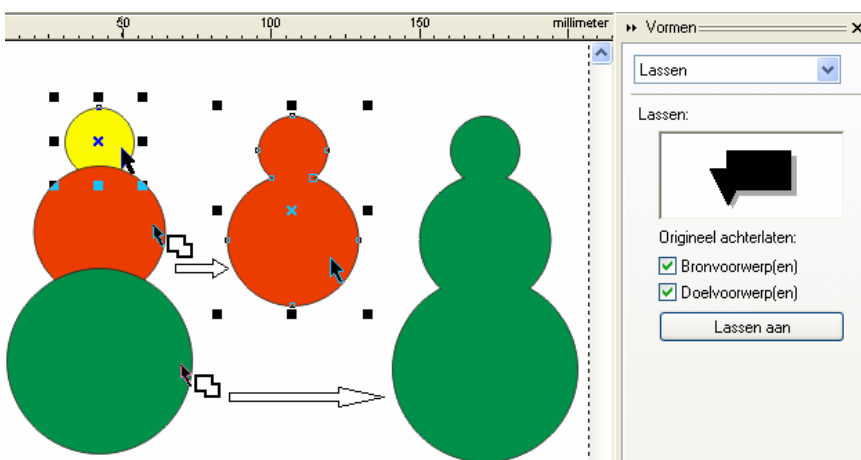 50 100 150 millimeter
Vormen
Lassen
Lassen:
Origineel achterlaten:
Bronvoorwerp(en)
Doelvoorwerp(en)
Lassen aan